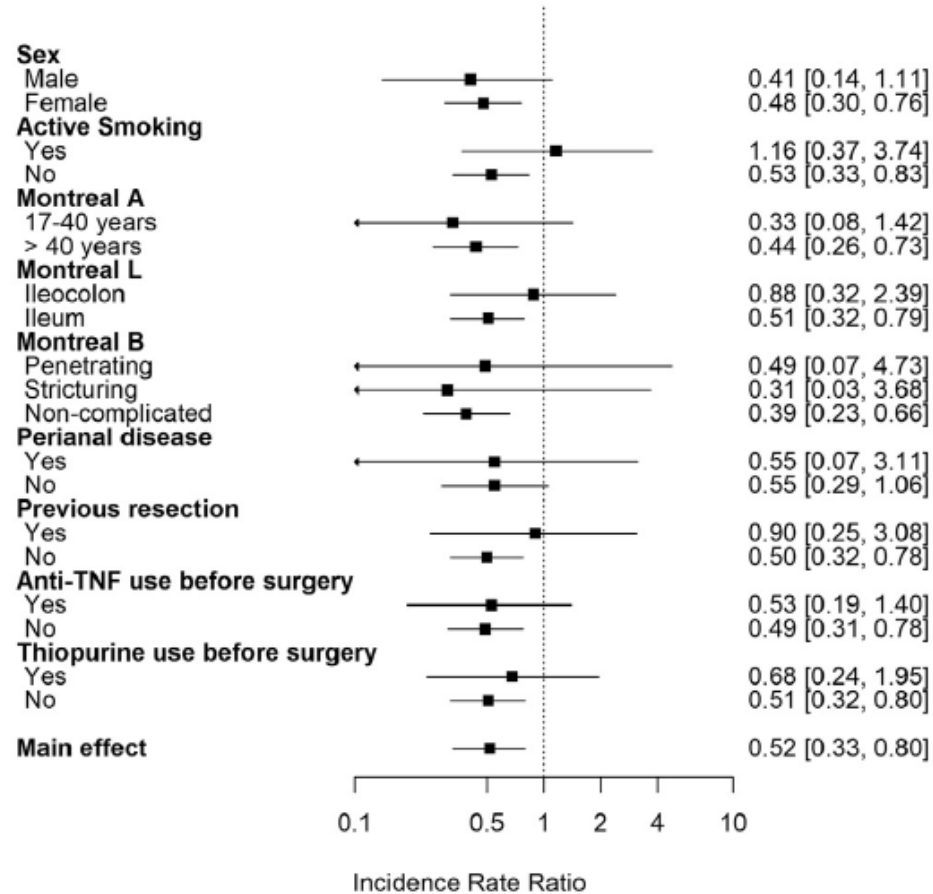 Sex
Male 0.41 [0.14, 1.11]
Female 0.48 [0.30, 0.76]
Active Smoking
Yes 1.16 [0.37, 3.74]
No 0.53 [0.33, 0.83]
Montreal A
17-40 years 0.33 [0.08, 1.42]
> 40 years 0.44 [0.26, 0.73]
Montreal L
Ileocolon 0.88 [0.32, 2.39]
Ileum 0.51 [0.32, 0.79]
Montreal B
Penetrating 0.49 [0.07, 4.73]
Stricturing 0.31 [0.03, 3.68]
Non-complicated 0.39 [0.23, 0.66]
Perianal disease
Yes 0.55 [0.07, 3.11]
No 0.55 [0.29, 1.06]
Previous resection
Yes 0.90 [0.25, 3.08]
No 0.50 [0.32, 0.78]
Anti-TNF use before surgery
Yes 0.53 [0.19, 1.40]
No 0.49 [0.31, 0.78]
Thiopurine use before surgery
Yes 0.68 [0.24, 1.95]
No 0.51 [0.32, 0.80]
Main effect 0.52 [0.33, 0.80]
0.1 0.5 1 2 4 10
Incidence Rate Ratio